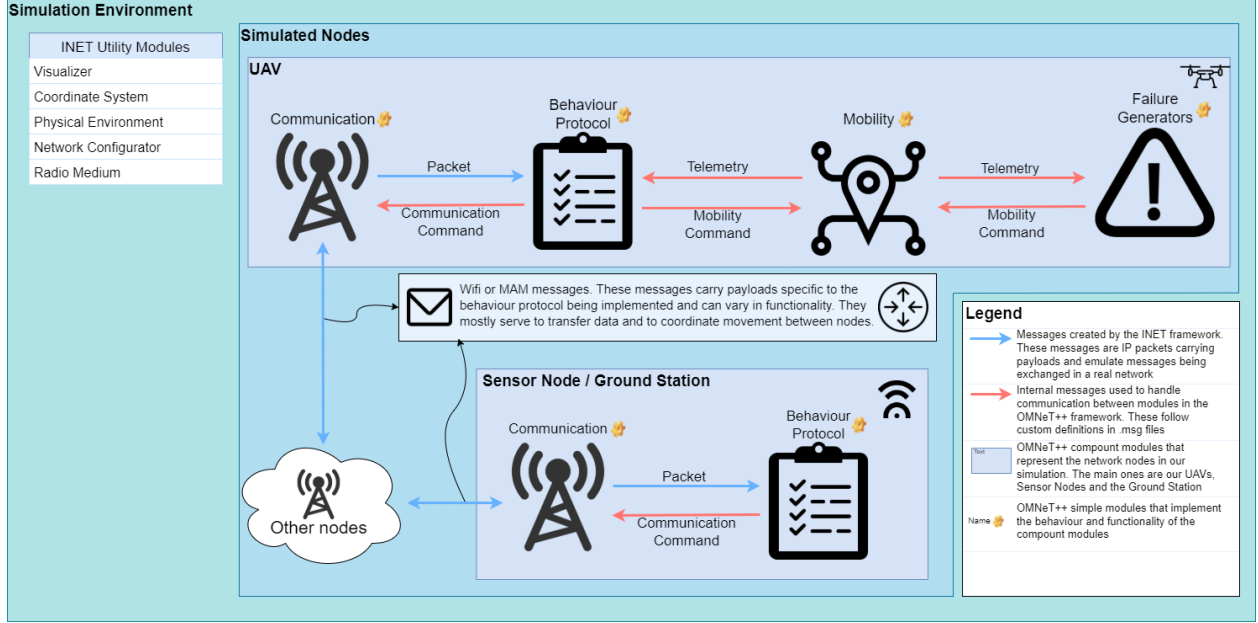 Simulation Environment
INET Utility Modules
Visualizer
Coordinate System
Physical Environment
Network Configurator
Radio Medium
Simulated Nodes
UAV
Communication
Behaviour
Protocol
Mobility
Failure
Generators
Packet
Communication
Command
Telemetry
Mobility
Command
Telemetry
Mobility
Command
Wifi or MAM messages. These messages carry payloads specific to the
behaviour protocol being implemented and can vary in functionality. They
mostly serve to transfer data and to coordinate movement between nodes.
Sensor Node / Ground Station
Communication
Behaviour
Protocol
Packet
Communication
Command
Other nodes
Legend
Messages created by the INET framework.
These messages are IP packets carrying
payloads and emulate messages being
exchanged in a real network
Internal messages used to handle
communication between modules in the
OMNeT++ framework. These follow
custom definitions in .msg files
Text
OMNeT++ compount modules that
represent the network nodes in our
simulation. The main ones are our UAVs,
Sensor Nodes and the Ground Station
Name
OMNeT++ simple modules that implement
the behaviour and functionality of the
compount modules